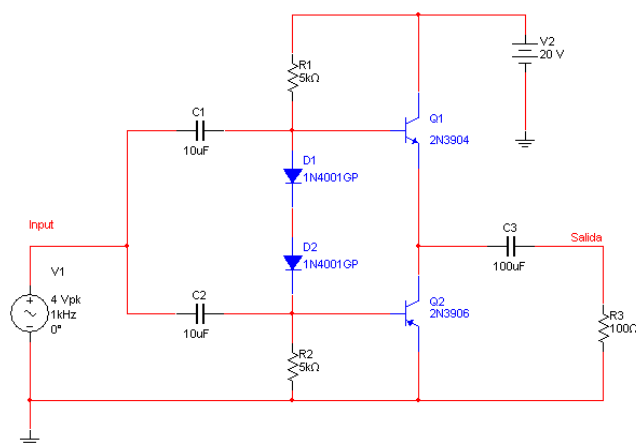 V2
20 V
R1
5kΩ
C1
10uF
Q1
2N3904
D1
1N4001GP
Input
V1
4 Vpk
1kHz
0°
D2
1N4001GP
C3
100uF
Salida
C2
10uF
Q2
2N3906
R3
100Ω
R2
5kΩ